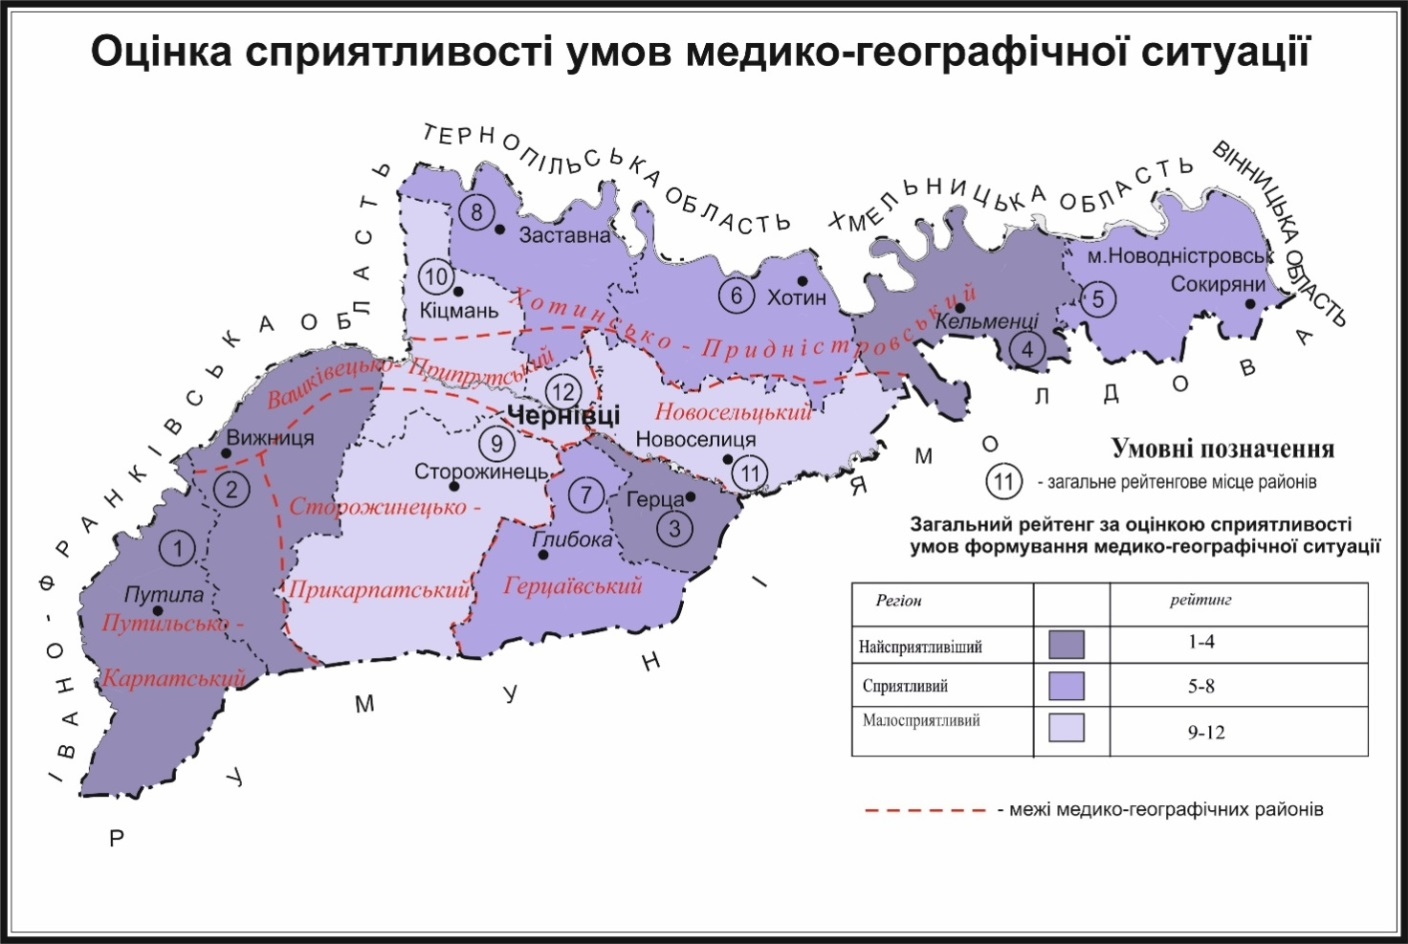 Оцінка сприятливості умов медико-географічної ситуації
ТЕРНОПІЛЬСЬКА ОБЛАСТЬ
ХМЕЛЬНИЦЬКА ОБЛАСТЬ
ВІННИЦЬКА ОБЛАСТЬ
ІВАНО-ФРАНКІВСЬКА ОБЛАСТЬ
РУМУНІЯ
МОЛДОВА
8
Заставна
10
Кіцмань
6
Хотин
м.Новодністровськ
Сокиряни
5
Кельменці
4
Хотинсько - Придністровський
Вашківецько- Припрутський
12
Чернівці
Новосельцький
Новоселиця
11
Вижниця
2
9
Сторожинець
7
Герца
3
Сторожинецько -
Прикарпатський
Глибока
Герцаївський
1
Путила
Путильсько -
Карпатський
Умовні позначення
11 - загальне рейтенгове місце районів
Загальний рейтинг за оцінкою сприятливості
умов формування медико-географічної ситуації
Регіон рейтинг
Найсприятливіший 1-4
Сприятливий 5-8
Малосприятливий 9-12
- межі медико-географічних районів